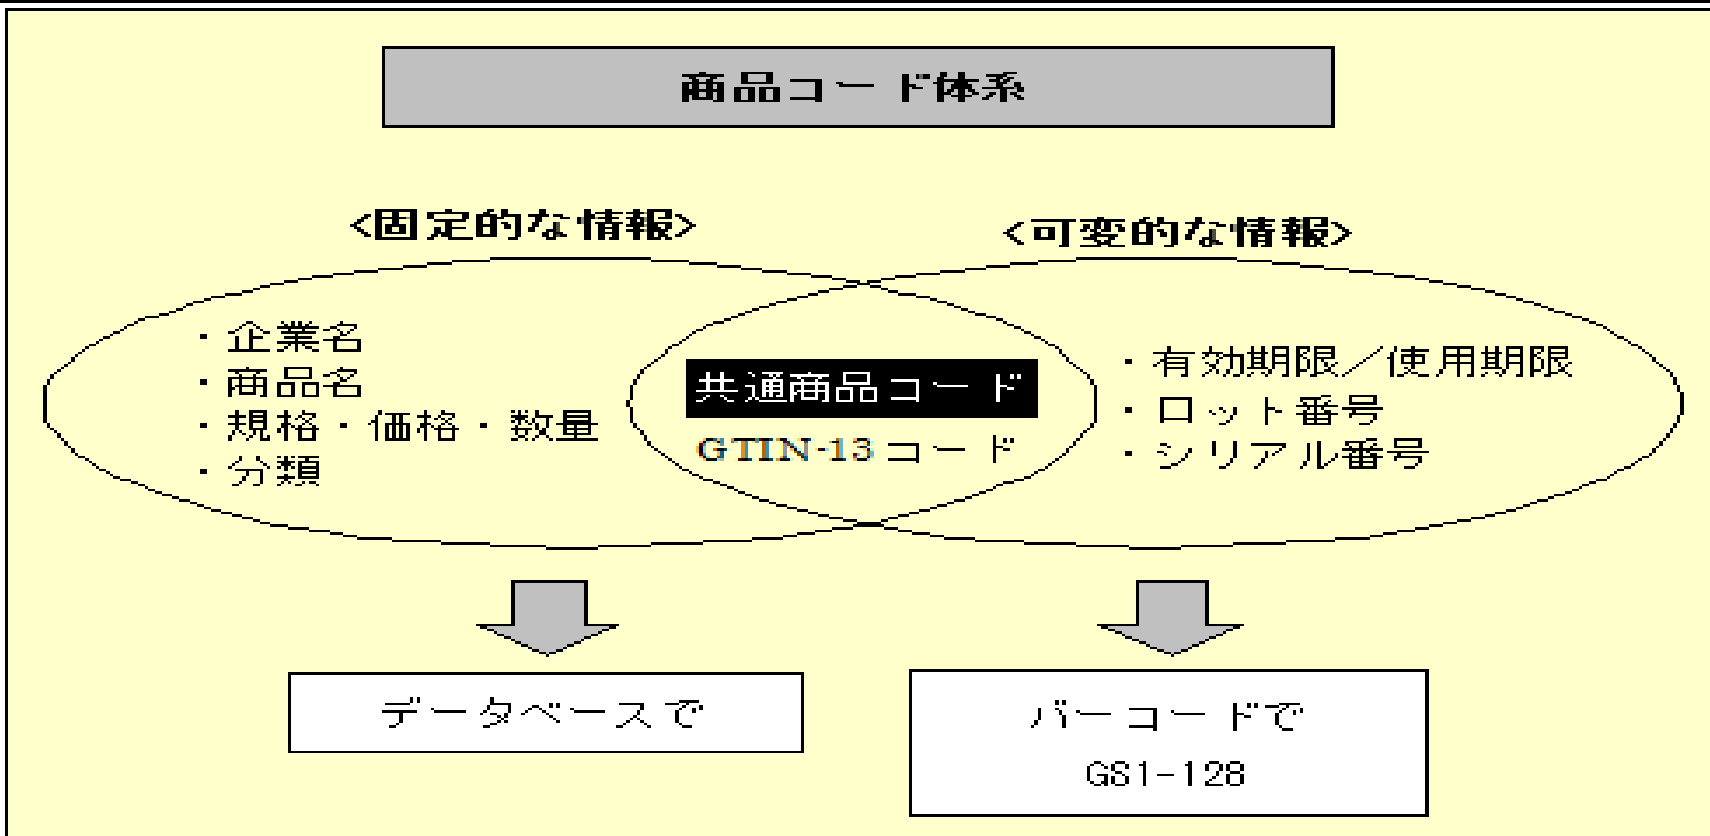 商品コード体系
<固定的な情報>
<可変的な情報>
・企業名
・商品名
・規格・価格・数量
・分類
共通商品コード
GTIN-13コード
・有効期限／使用期限
・ロット番号
・シリアル番号
データベースで
バーコードで
GS1-128